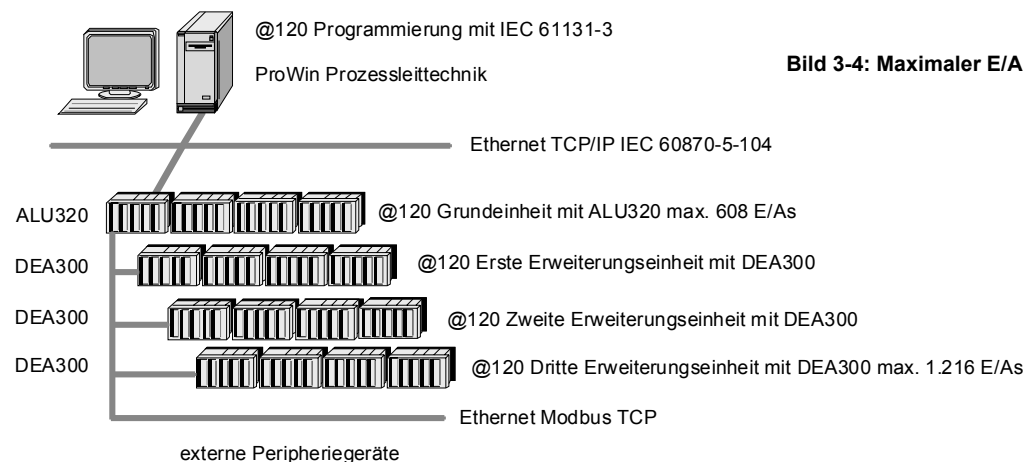 @120 Programmierung mit IEC 61131-3
ProWin Prozessleittechnik
Bild 3-4: Maximaler E/A
Ethernet TCP/IP IEC 60870-5-104
ALU320
@120 Grundeinheit mit ALU320 max. 608 E/As
DEA300
@120 Erste Erweiterungseinheit mit DEA300
DEA300
@120 Zweite Erweiterungseinheit mit DEA300
DEA300
@120 Dritte Erweiterungseinheit mit DEA300 max. 1.216 E/As
Ethernet Modbus TCP
externe Peripheriegeräte